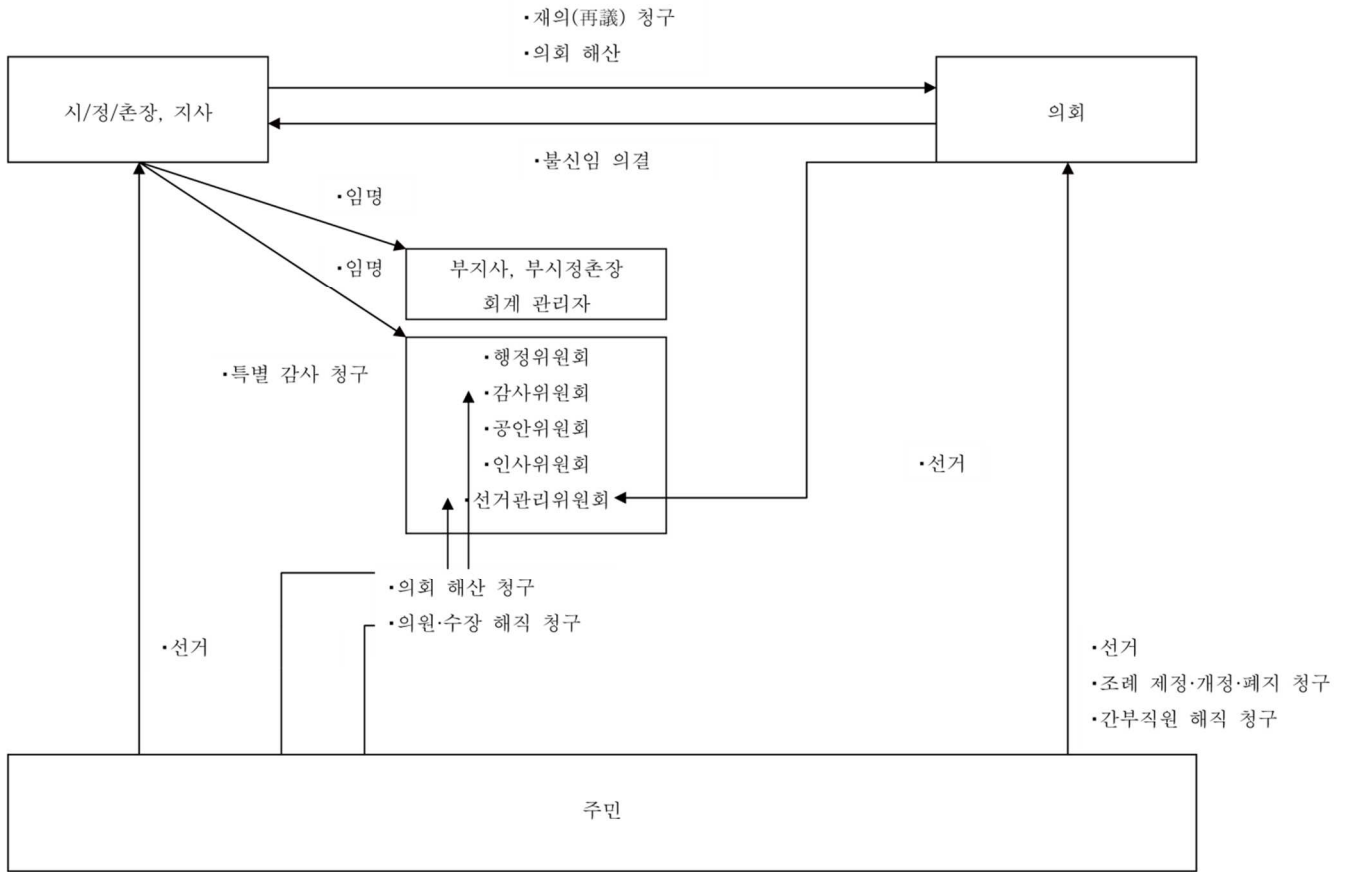 ▪재의(再議) 청구
▪의회 해산
시/정/촌장, 지사
의회
▪불신임 의결
▪임명
▪임명
부지사, 부시정촌장
회계 관리자
▪특별 감사 청구
▪행정위원회
▪감사위원회
▪공안위원회
▪인사위원회
▪선거관리위원회
▪선거
▪의회 해산 청구
▪의원·수장 해직 청구
▪선거
▪선거
▪조례 제정·개정·폐지 청구
▪간부직원 해직 청구
주민